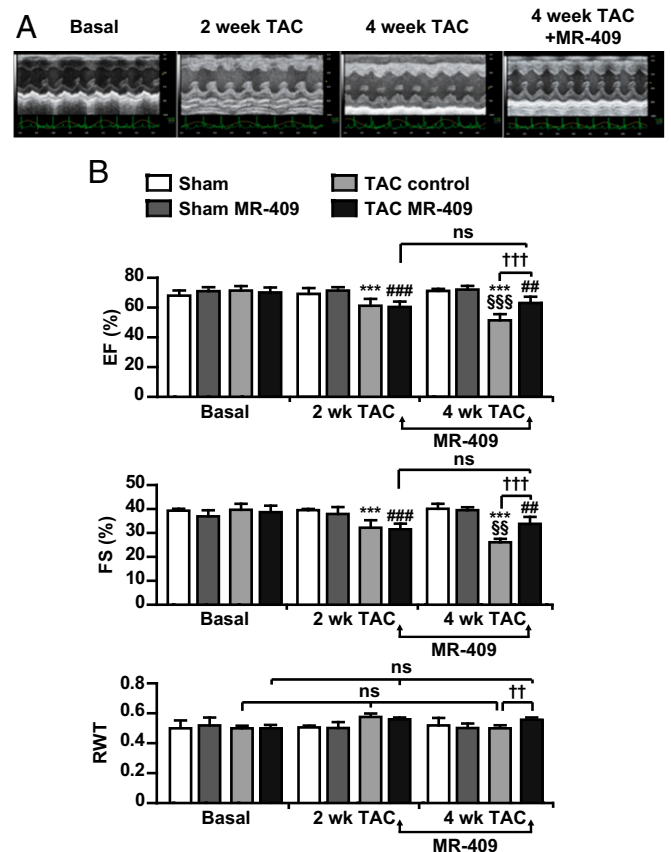 A
Basal
2 week TAC
4 week TAC
4 week TAC
+MR-409
B
Sham
TAC control
Sham MR-409
TAC MR-409
ns
†††
80
60
40
20
0
EF (%)
***
###
***
§§§
##
Basal
2 wk TAC
4 wk TAC
MR-409
ns
†††
50
40
30
20
10
0
FS (%)
***
###
***
§§
##
Basal
2 wk TAC
4 wk TAC
MR-409
ns
ns
††
0.8
0.6
0.4
0.2
0
RWT
Basal
2 wk TAC
4 wk TAC
MR-409